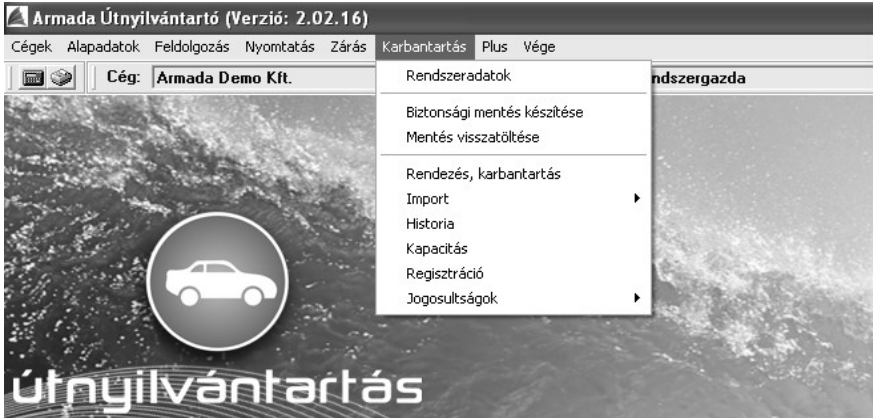 Armada Útnyilvántartó (Verzió: 2.02.16)
Cégek Alapadatok Feldolgozás Nyomtatás Zárás Karbantartás Plus Vége
Cég: Armada Demo Kft. ndszergazda
Rendszeradatok
Biztonsági mentés készítése
Mentés visszatöltése
Rendezés, karbantartás
Import
Historia
Kapacitás
Regisztráció
Jogosultságok
útnyilvántartás